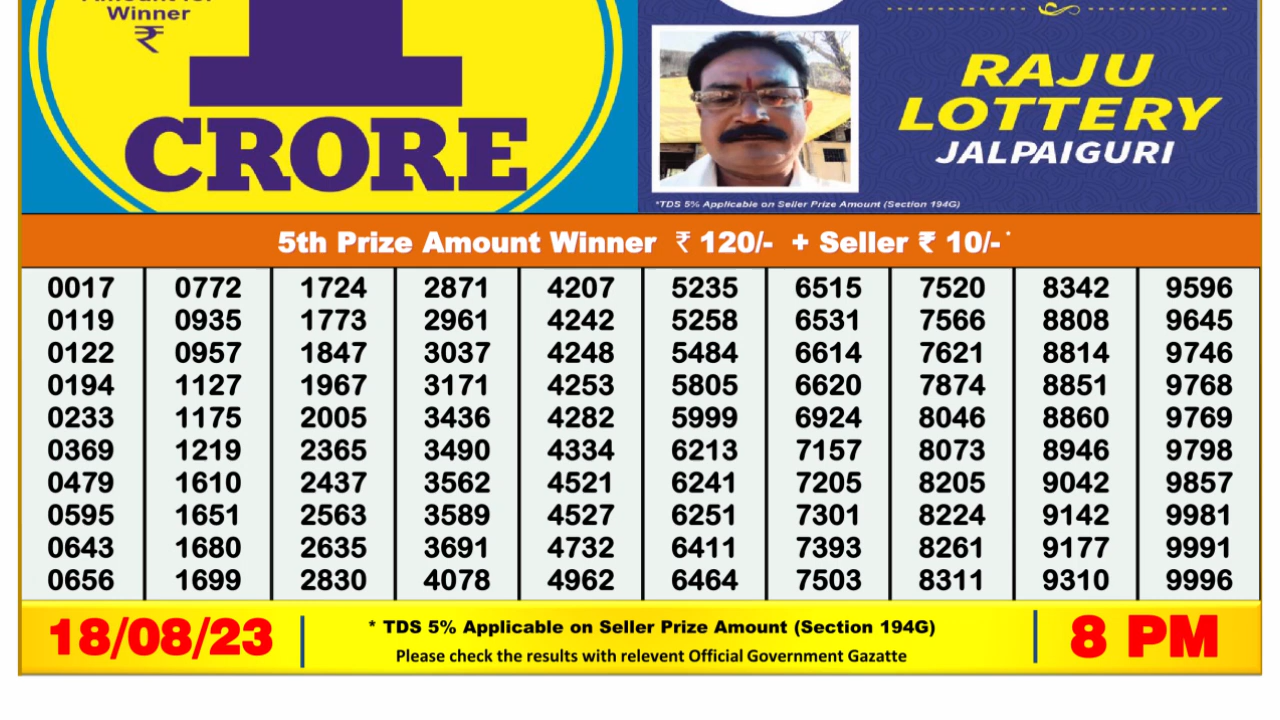 Winner
₹
1
CRORE
RAJU
LOTTERY
JALPAIGURI
*TDS 5% Applicable on Seller Prize Amount (Section 194G)
5th Prize Amount Winner ₹ 120/- + Seller ₹ 10/- *
0017 0772 1724 2871 4207 5235 6515 7520 8342 9596
0119 0935 1773 2961 4242 5258 6531 7566 8808 9645
0122 0957 1847 3037 4248 5484 6614 7621 8814 9746
0194 1127 1967 3171 4253 5805 6620 7874 8851 9768
0233 1175 2005 3436 4282 5999 6924 8046 8860 9769
0369 1219 2365 3490 4334 6213 7157 8073 8946 9798
0479 1610 2437 3562 4521 6241 7205 8205 9042 9857
0595 1651 2563 3589 4527 6251 7301 8224 9142 9981
0643 1680 2635 3691 4732 6411 7393 8261 9177 9991
0656 1699 2830 4078 4962 6464 7503 8311 9310 9996
18/08/23
* TDS 5% Applicable on Seller Prize Amount (Section 194G)
Please check the results with relevent Official Government Gazatte
8 PM